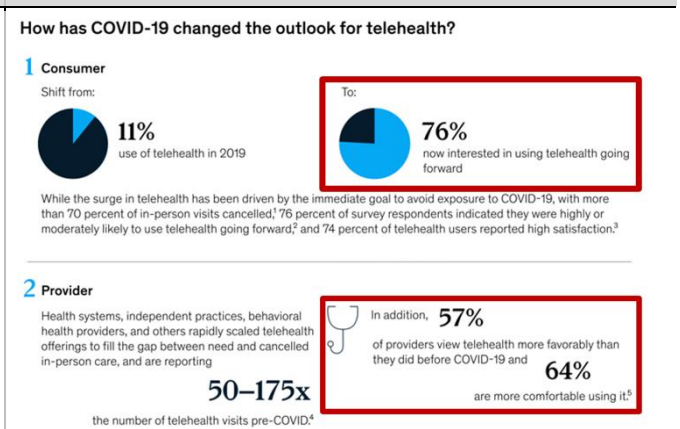 How has COVID-19 changed the outlook for telehealth?
1 Consumer
Shift from:
11%
use of telehealth in 2019
To:
76%
now interested in using telehealth going
forward
While the surge in telehealth has been driven by the immediate goal to avoid exposure to COVID-19, with more
than 70 percent of in-person visits cancelled,¹ 76 percent of survey respondents indicated they were highly or
moderately likely to use telehealth going forward,² and 74 percent of telehealth users reported high satisfaction.³
2 Provider
Health systems, independent practices, behavioral
health providers, and others rapidly scaled telehealth
offerings to fill the gap between need and cancelled
in-person care, and are reporting
50–175x
the number of telehealth visits pre-COVID.⁴
In addition, 57%
of providers view telehealth more favorably than
they did before COVID-19 and
64%
are more comfortable using it.⁵